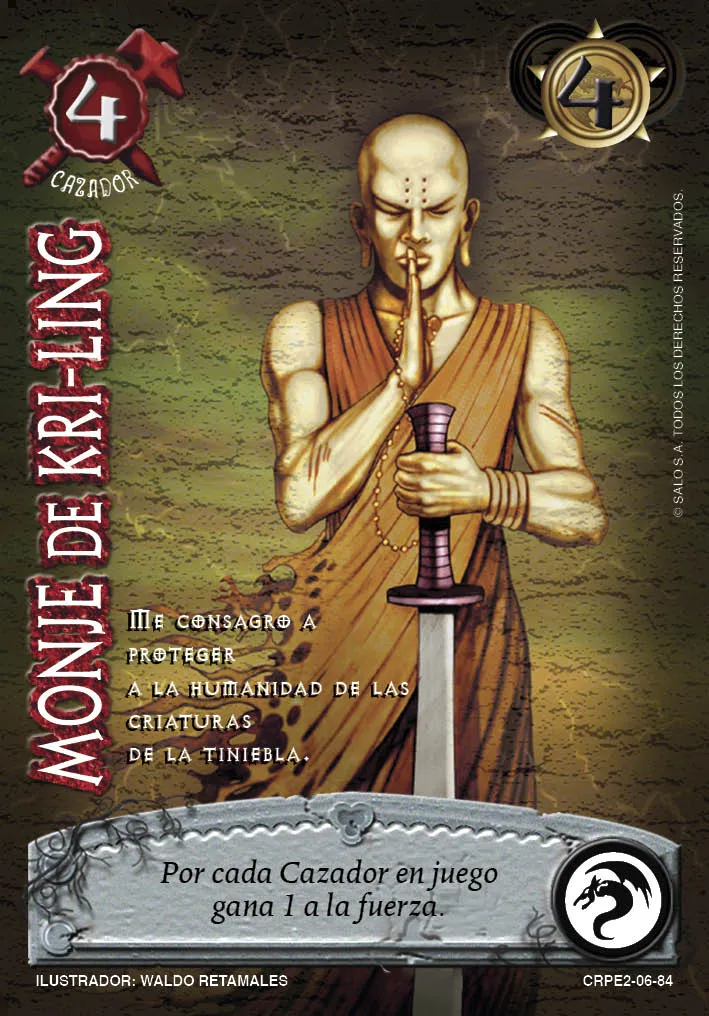 4
CAZADOR
4
MONJE DE KRI-LING
© SALO S.A. TODOS LOS DERECHOS RESERVADOS.
ME CONSAGRO A
PROTEGER
A LA HUMANIDAD DE LAS
CRIATURAS
DE LA TINIEBLA.
Por cada Cazador en juego
gana 1 a la fuerza.
ILUSTRADOR: WALDO RETAMALES
CRPE2-06-84